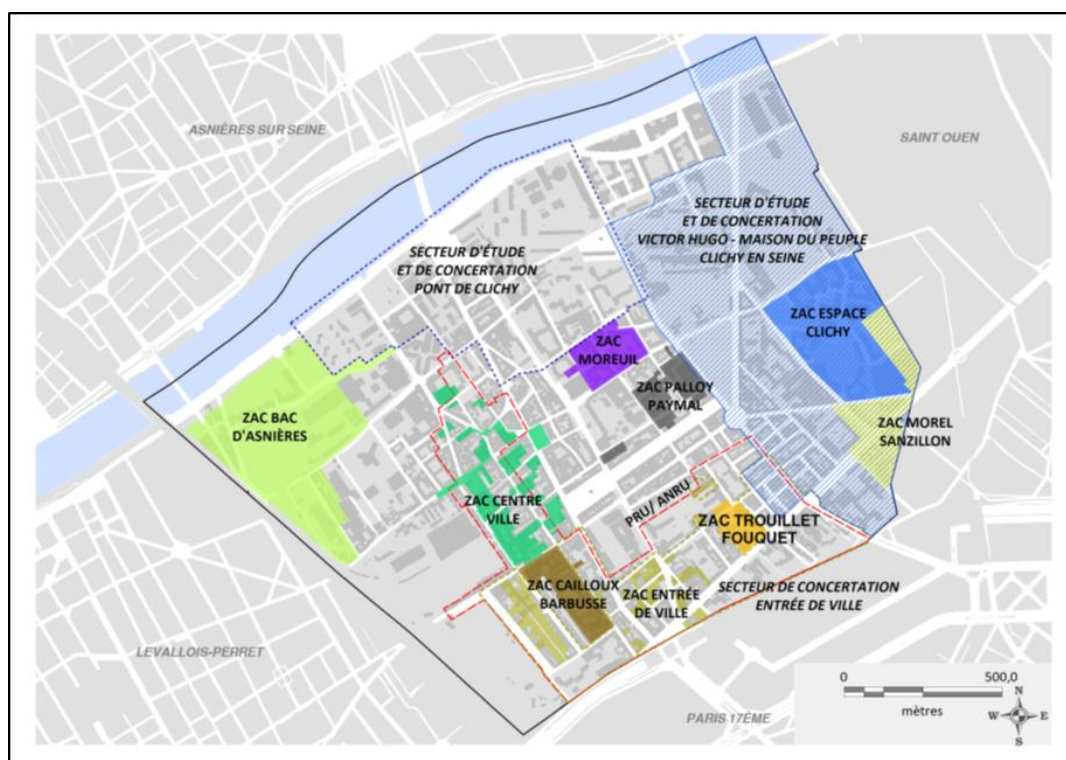 ASNIÈRES SUR SEINE
SAINT OUEN
SECTEUR D'ÉTUDE
ET DE CONCERTATION
VICTOR HUGO - MAISON DU PEUPLE
CLICHY EN SEINE
SECTEUR D'ÉTUDE
ET DE CONCERTATION
PONT DE CLICHY
ZAC ESPACE
CLICHY
ZAC
MOREUIL
ZAC PALLOY
PAYMAL
ZAC BAC
D'ASNIÈRES
ZAC MOREL
SANZILLON
PRU/ ANRU
ZAC CENTRE
VILLE
ZAC TROUILLET
FOUQUET
ZAC CAILLOUX
BARBUSSE
ZAC ENTRÉE
DE VILLE
SECTEUR DE CONCERTATION
ENTRÉE DE VILLE
LEVALLOIS-PERRET
PARIS 17ÈME
0 500,0
mètres
N
W E
S